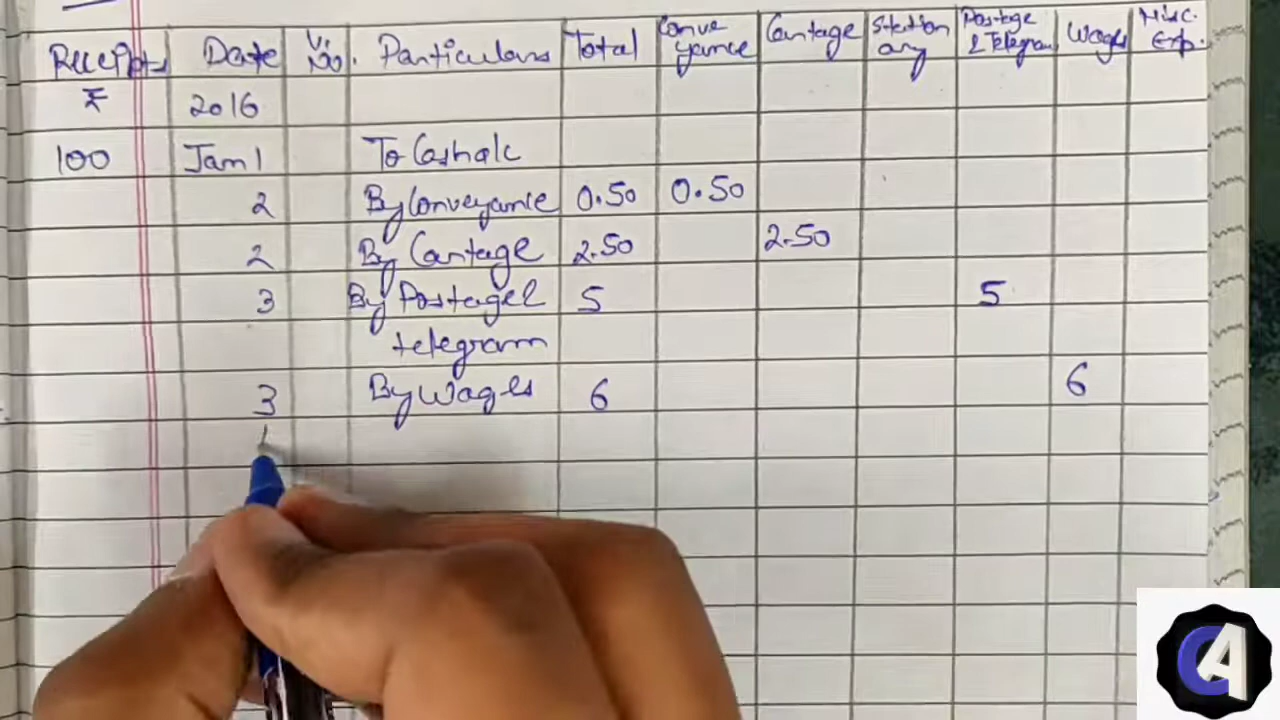 Receipts Date V. No. Particulars Total Conveyance Cartage Stationary Postage & Telegram Wages Misc. Exp.
₹ 2016
100 Jan 1 To Cash a/c
2 By Conveyance 0.50 0.50
2 By Cartage 2.50 2.50
3 By Postage & 5 5
telegram
3 By Wages 6 6
CA